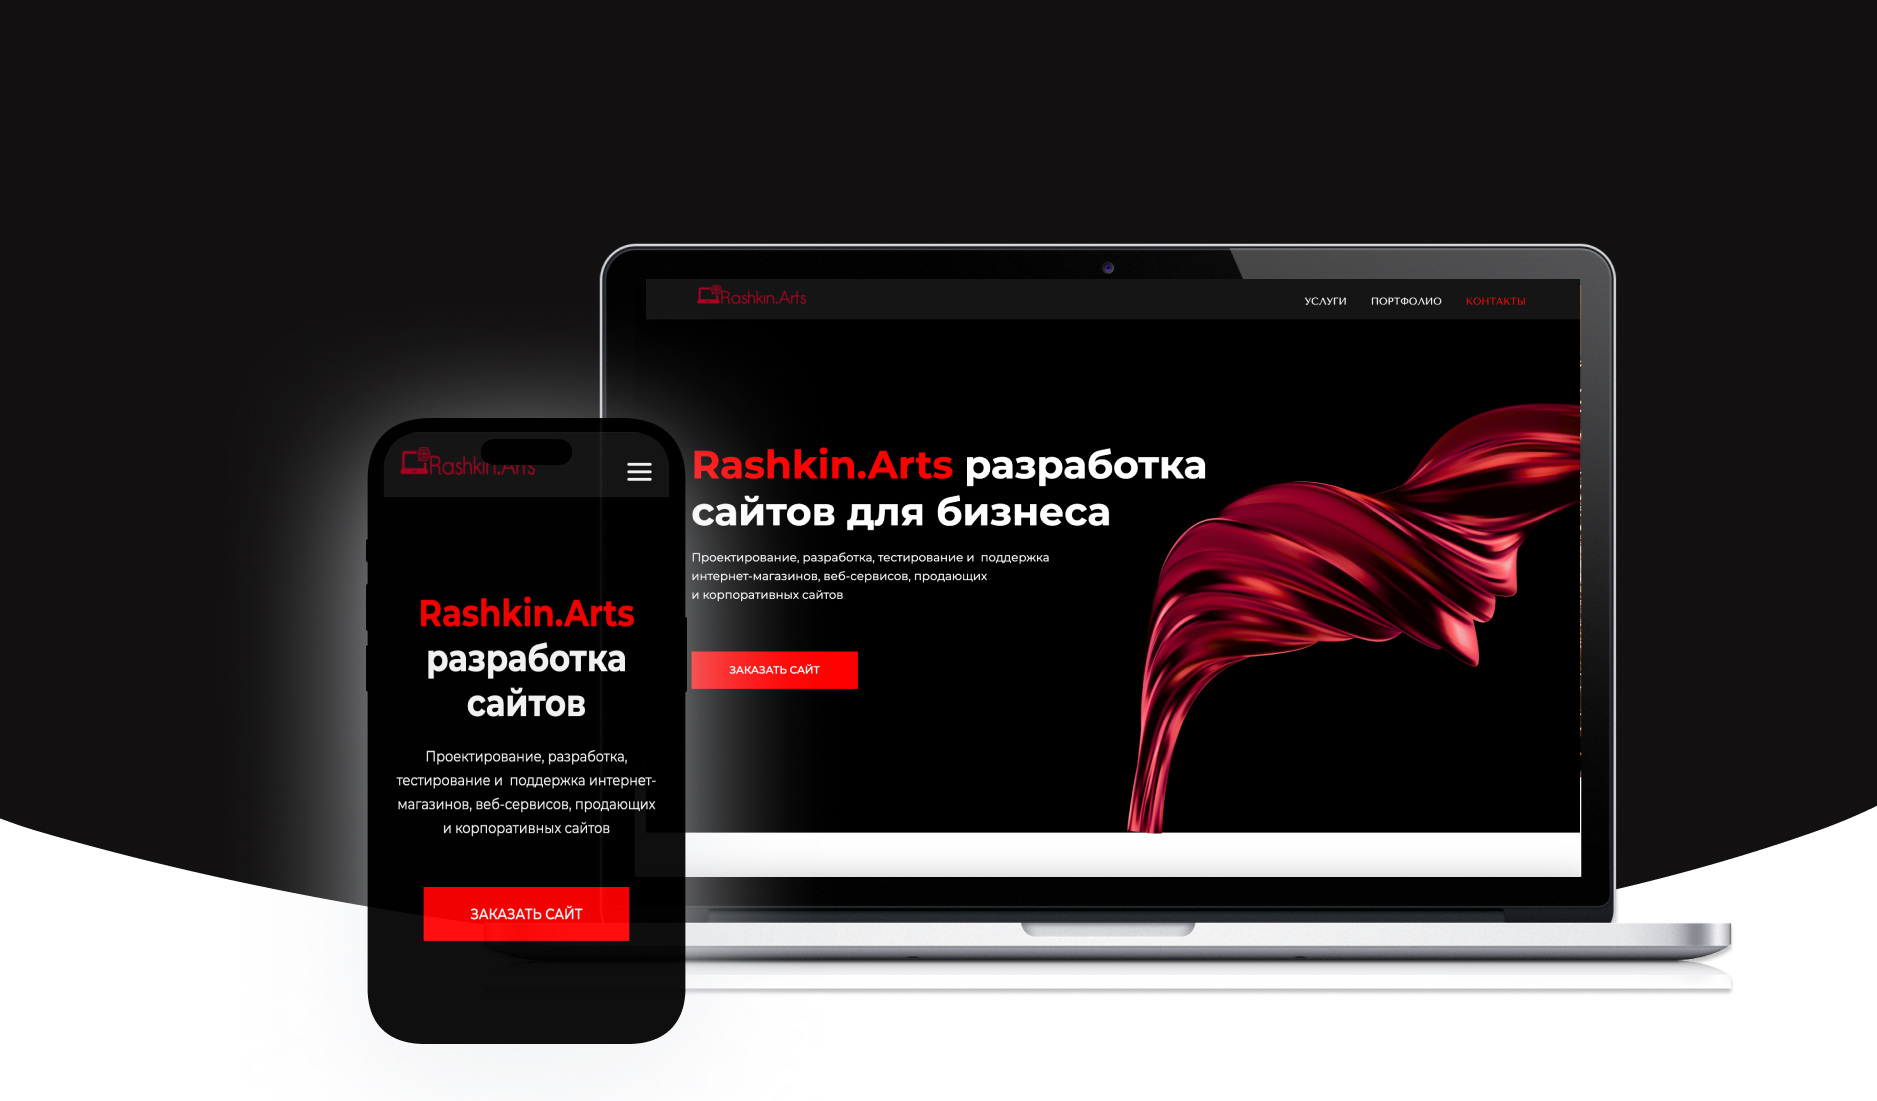 Rashkin.Arts
УСЛУГИ ПОРТФОЛИО КОНТАКТЫ
Rashkin.Arts разработка
сайтов для бизнеса
Проектирование, разработка, тестирование и поддержка
интернет-магазинов, веб-сервисов, продающих
и корпоративных сайтов
ЗАКАЗАТЬ САЙТ
Rashkin.Arts
Rashkin.Arts
разработка
сайтов
Проектирование, разработка,
тестирование и поддержка интернет-
магазинов, веб-сервисов, продающих
и корпоративных сайтов
ЗАКАЗАТЬ САЙТ